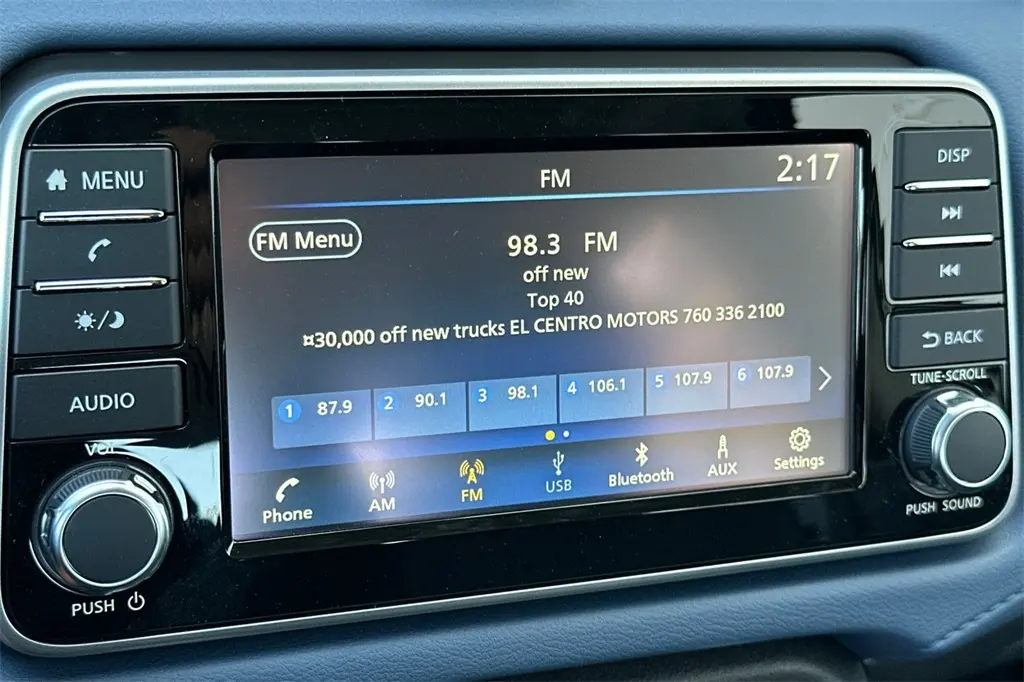 MENU
AUDIO
VOL
PUSH
FM
2:17
FM Menu
98.3 FM
off new
Top 40
¤30,000 off new trucks EL CENTRO MOTORS 760 336 2100
1 87.9
2 90.1
3 98.1
4 106.1
5 107.9
6 107.9
Phone
AM
FM
USB
Bluetooth
AUX
Settings
DISP
BACK
TUNE-SCROLL
PUSH SOUND